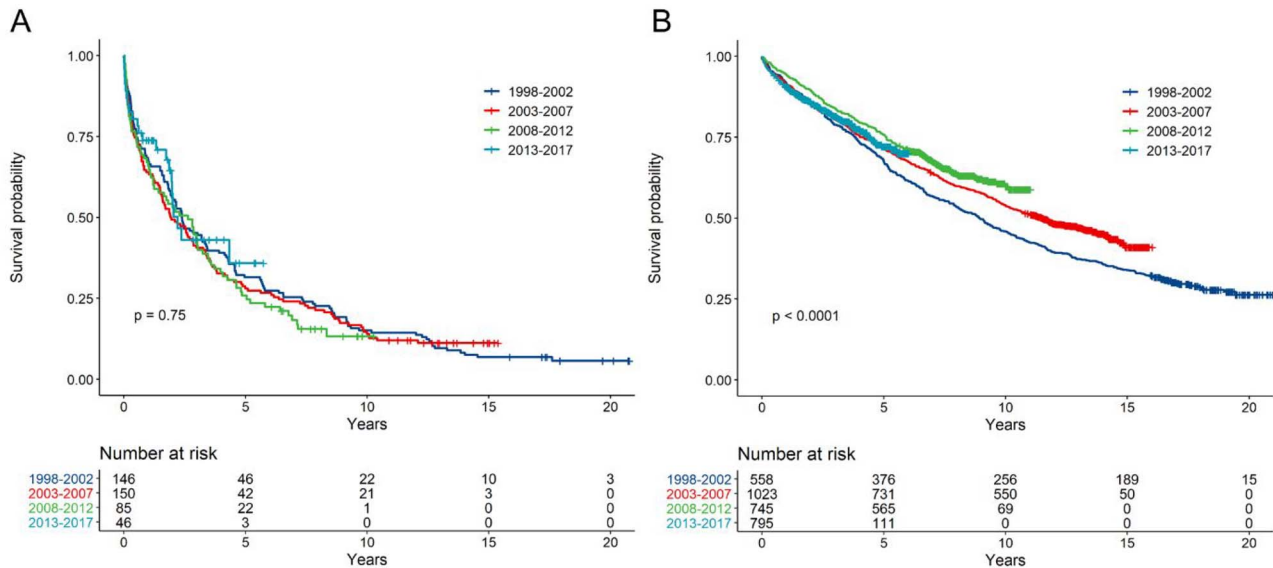 A
1.00
0.75
0.50
0.25
0.00
Survival probability
1998-2002
2003-2007
2008-2012
2013-2017
p = 0.75
0 5 10 15 20
Years
Number at risk
1998-2002 146 46 22 10 3
2003-2007 150 42 21 3 0
2008-2012 85 22 1 0 0
2013-2017 46 3 0 0 0
0 5 10 15 20
Years
B
1.00
0.75
0.50
0.25
0.00
Survival probability
1998-2002
2003-2007
2008-2012
2013-2017
p < 0.0001
0 5 10 15 20
Years
Number at risk
1998-2002 558 376 256 189 15
2003-2007 1023 731 550 50 0
2008-2012 745 565 69 0 0
2013-2017 795 111 0 0 0
0 5 10 15 20
Years